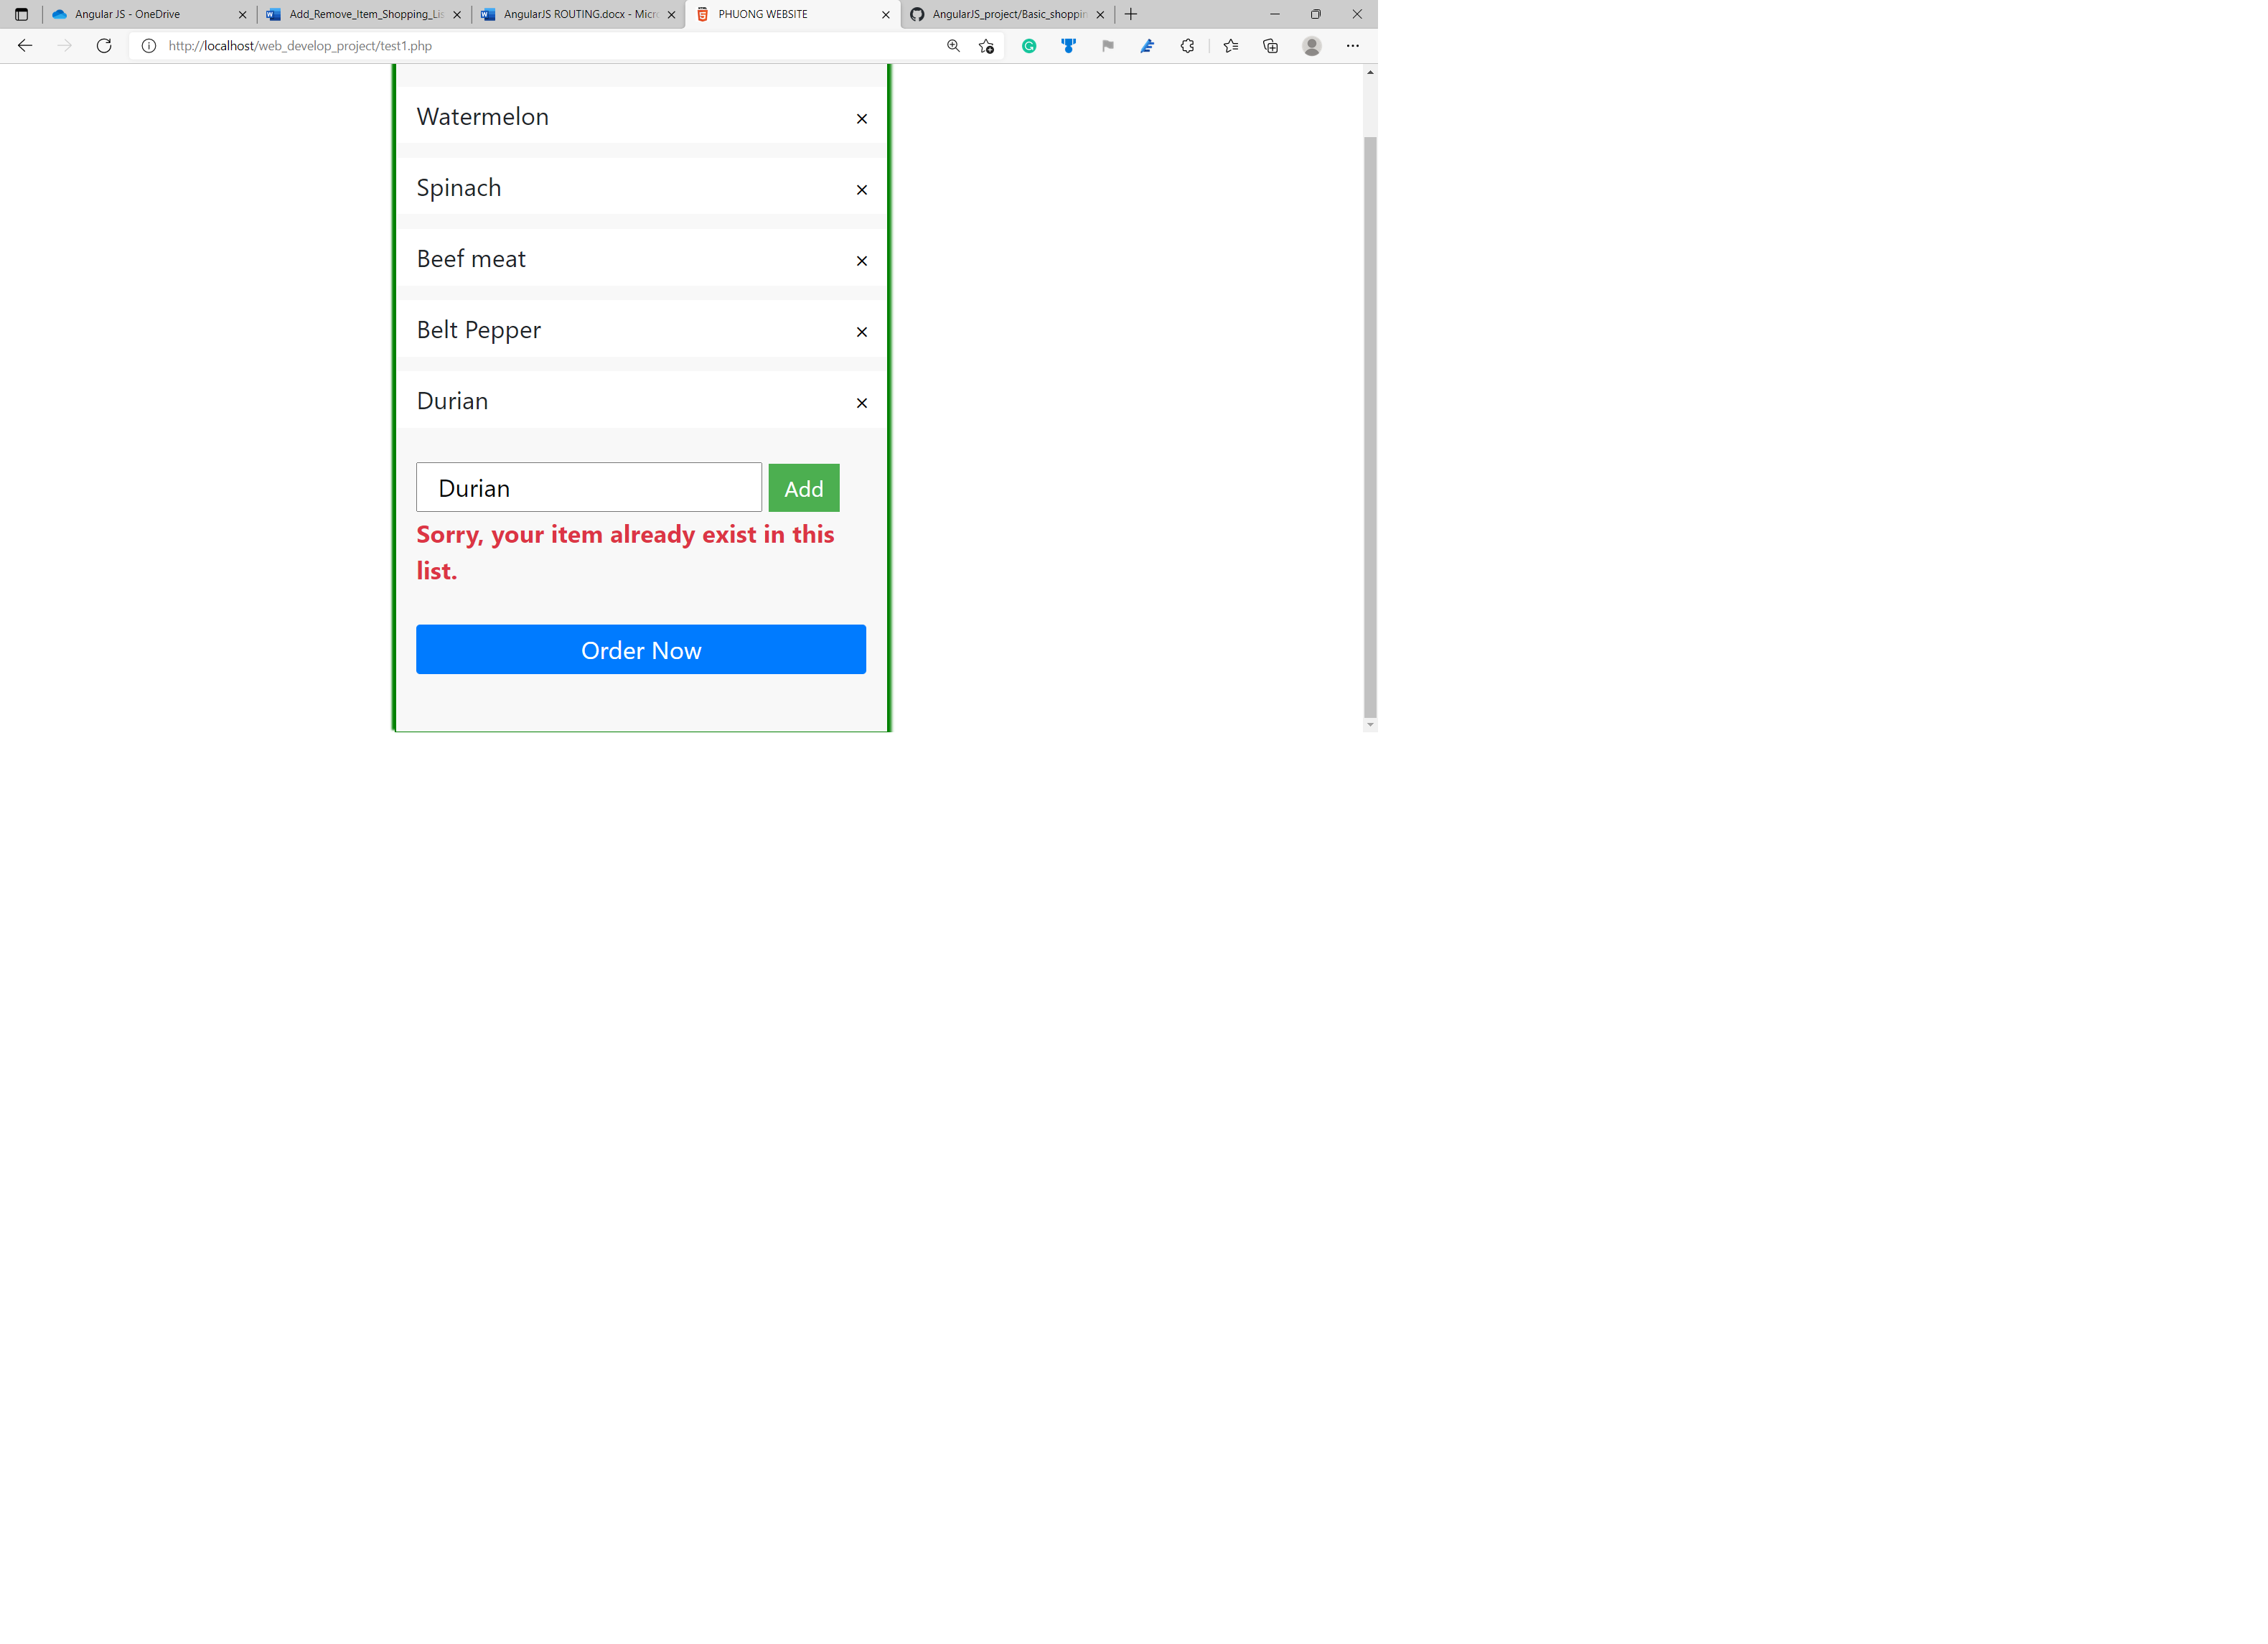 Angular JS - OneDrive
Add_Remove_Item_Shopping_Lis
AngularJS ROUTING.docx - Micr
PHUONG WEBSITE
AngularJS_project/Basic_shoppin
http://localhost/web_develop_project/test1.php
Watermelon ×
Spinach ×
Beef meat ×
Belt Pepper ×
Durian ×
Durian Add
Sorry, your item already exist in this
list.
Order Now